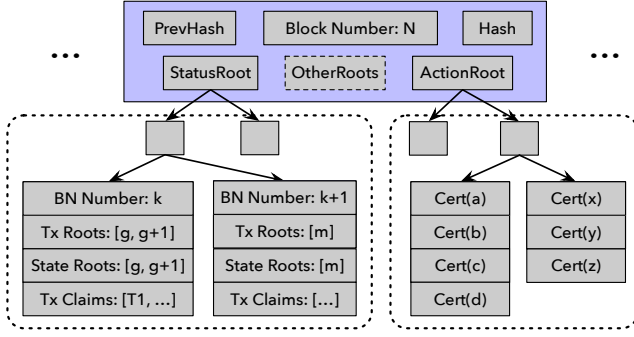 PrevHash
Block Number: N
Hash
...
...
StatusRoot
OtherRoots
ActionRoot
BN Number: k
Tx Roots: [g, g+1]
State Roots: [g, g+1]
Tx Claims: [T1, ...]
BN Number: k+1
Tx Roots: [m]
State Roots: [m]
Tx Claims: [...]
Cert(a)
Cert(b)
Cert(c)
Cert(d)
Cert(x)
Cert(y)
Cert(z)